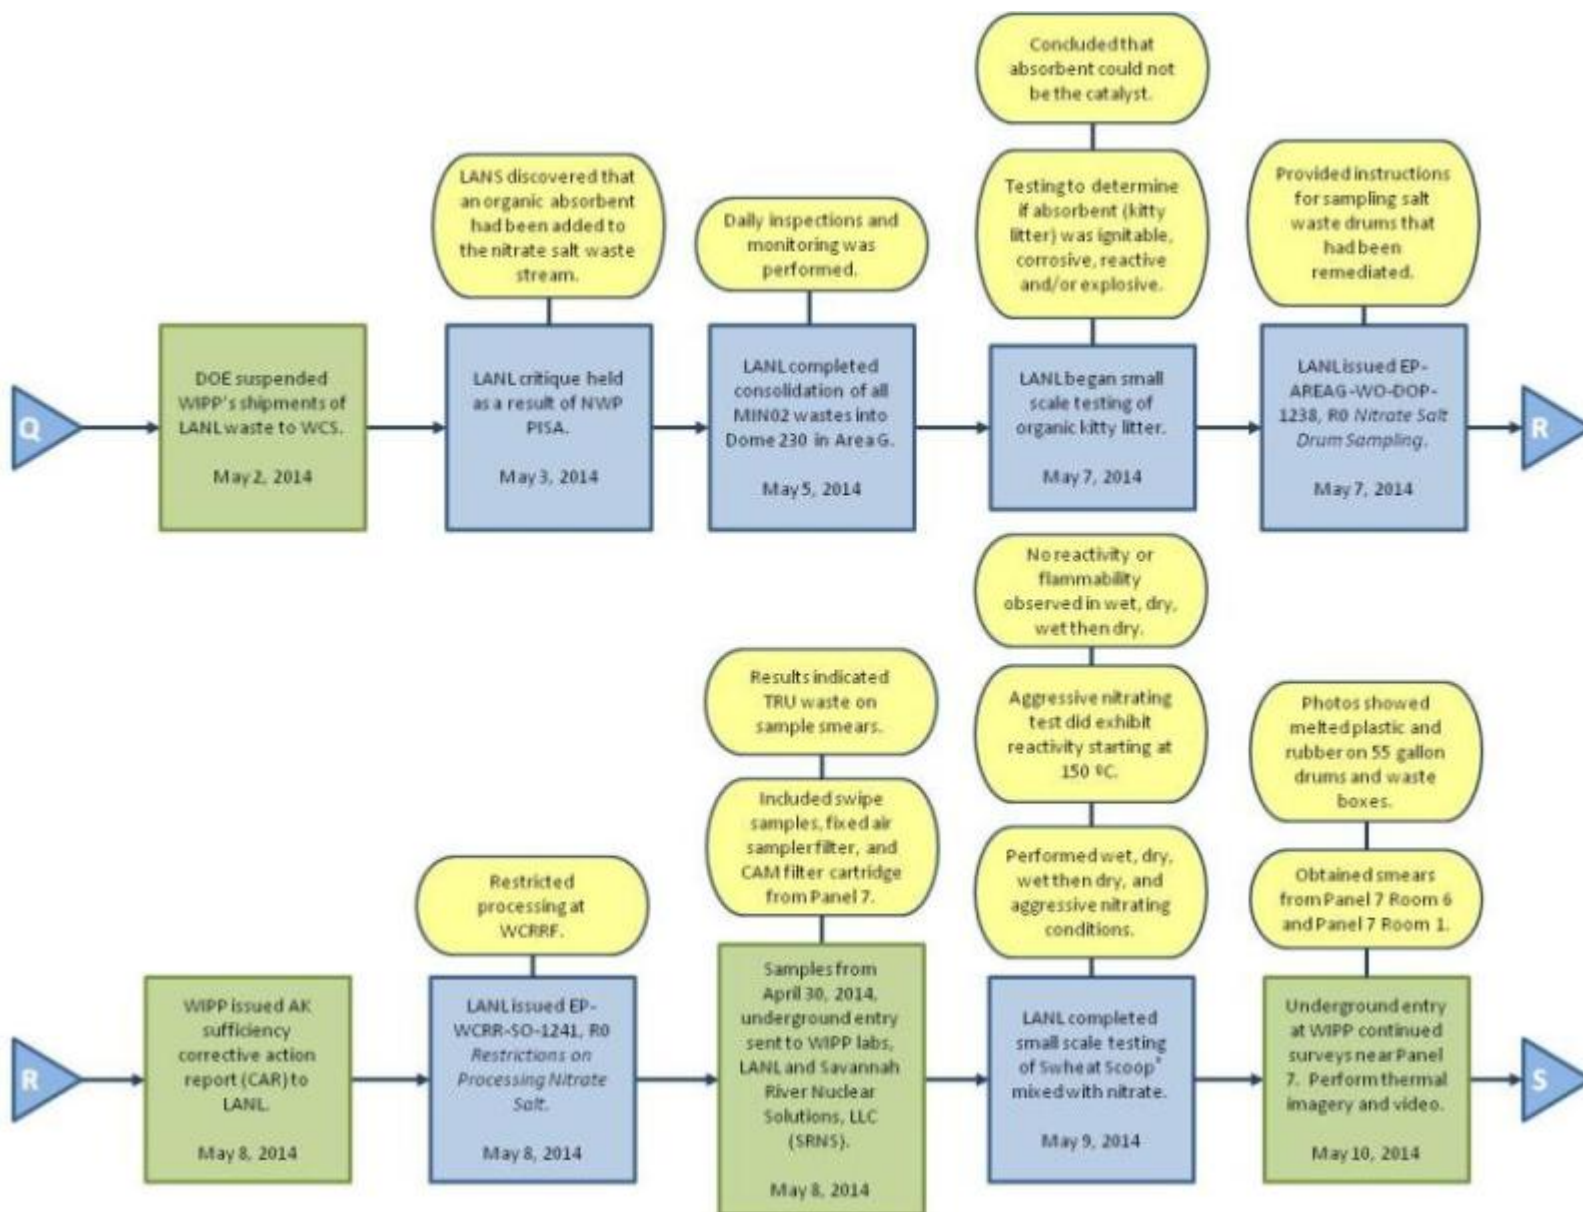 Concluded that
absorbent could not
be the catalyst.
LANS discovered that
an organic absorbent
had been added to
the nitrate salt waste
stream.
Daily inspections and
monitoring was
performed.
Testing to determine
if absorbent (kitty
litter) was ignitable,
corrosive, reactive
and/or explosive.
Provided instructions
for sampling salt
waste drums that
had been
remediated.
Q
DOE suspended
WIPP's shipments of
LANL waste to WCS.
May 2, 2014
LANL critique held
as a result of NWP
PISA.
May 3, 2014
LANL completed
consolidation of all
MIN02 wastes into
Dome 230 in Area G.
May 5, 2014
LANL began small
scale testing of
organic kitty litter.
May 7, 2014
LANL issued EP-
AREAG-WO-DOP-
1238, R0 Nitrate Salt
Drum Sampling.
May 7, 2014
R
No reactivity or
flammability
observed in wet, dry,
wet then dry.
Results indicated
TRU waste on
sample smears.
Aggressive nitrating
test did exhibit
reactivity starting at
150 ºC.
Photos showed
melted plastic and
rubber on 55 gallon
drums and waste
boxes.
Restricted
processing at
WCRRF.
Included swipe
samples, fixed air
sampler filter, and
CAM filter cartridge
from Panel 7.
Performed wet, dry,
wet then dry, and
aggressive nitrating
conditions.
Obtained smears
from Panel 7 Room 6
and Panel 7 Room 1.
R
WIPP issued AK
sufficiency
corrective action
report (CAR) to
LANL.
May 8, 2014
LANL issued EP-
WCRR-SO-1241, R0
Restrictions on
Processing Nitrate
Salt.
May 8, 2014
Samples from
April 30, 2014,
underground entry
sent to WIPP labs,
LANL and Savannah
River Nuclear
Solutions, LLC
(SRNS).
May 8, 2014
LANL completed
small scale testing
of Swheat Scoop®
mixed with nitrate.
May 9, 2014
Underground entry
at WIPP continued
surveys near Panel
7. Perform thermal
imagery and video.
May 10, 2014
S